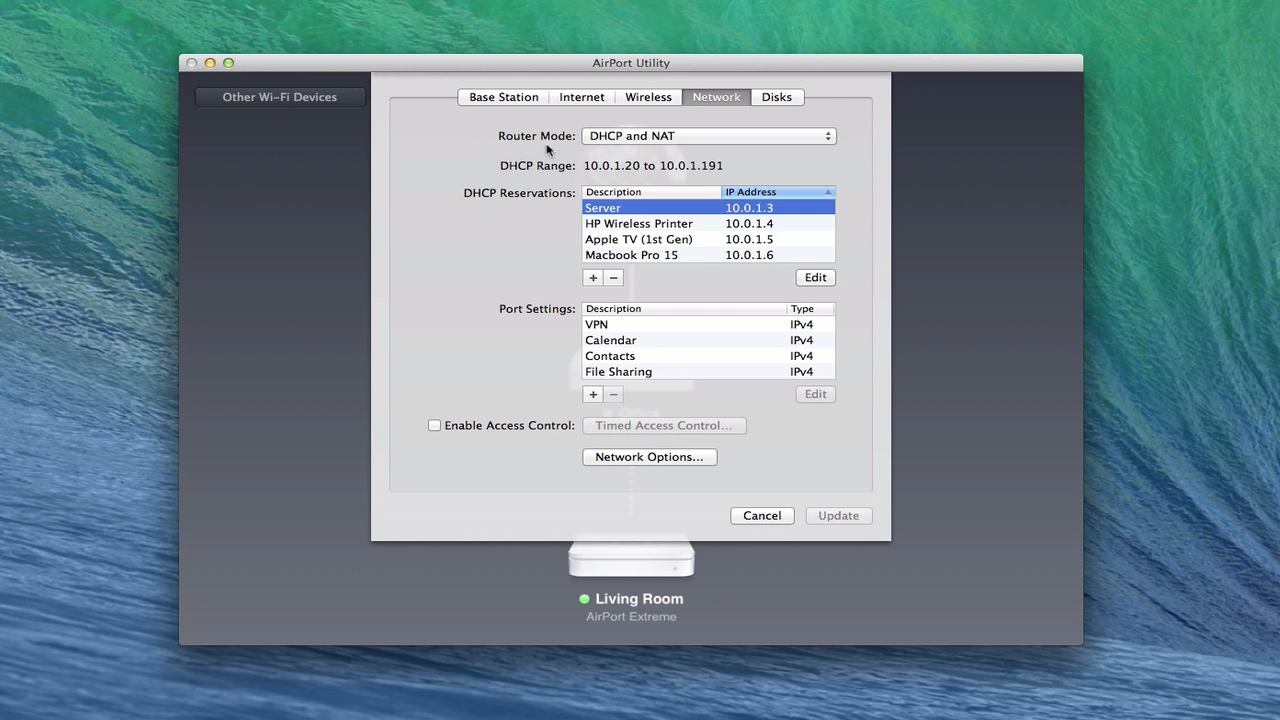 AirPort Utility
Other Wi-Fi Devices
Base Station Internet Wireless Network Disks
Router Mode: DHCP and NAT
DHCP Range: 10.0.1.20 to 10.0.1.191
DHCP Reservations: Description IP Address
Server 10.0.1.3
HP Wireless Printer 10.0.1.4
Apple TV (1st Gen) 10.0.1.5
Macbook Pro 15 10.0.1.6
+ − Edit
Port Settings: Description Type
VPN IPv4
Calendar IPv4
Contacts IPv4
File Sharing IPv4
+ − Edit
Office
Enable Access Control: Timed Access Control...
Network Options...
Cancel Update
Living Room
AirPort Extreme